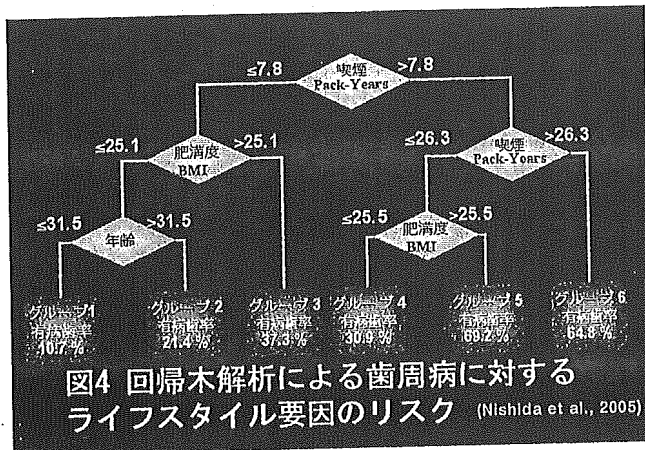 ≤7.8 喫煙 >7.8
Pack-Years
≤25.1 肥満度 >25.1
BMI
≤26.3 喫煙 >26.3
Pack-Years
≤31.5 年齢 >31.5
≤25.5 肥満度 >25.5
BMI
グループ1
有病歯率
10.7 %
グループ2
有病歯率
21.4 %
グループ3
有病歯率
37.3 %
グループ4
有病歯率
30.9 %
グループ5
有病歯率
グループ6
有病歯率
64.8 %
図4 回帰木解析による歯周病に対する
ライフスタイル要因のリスク (Nishida et al., 2005)